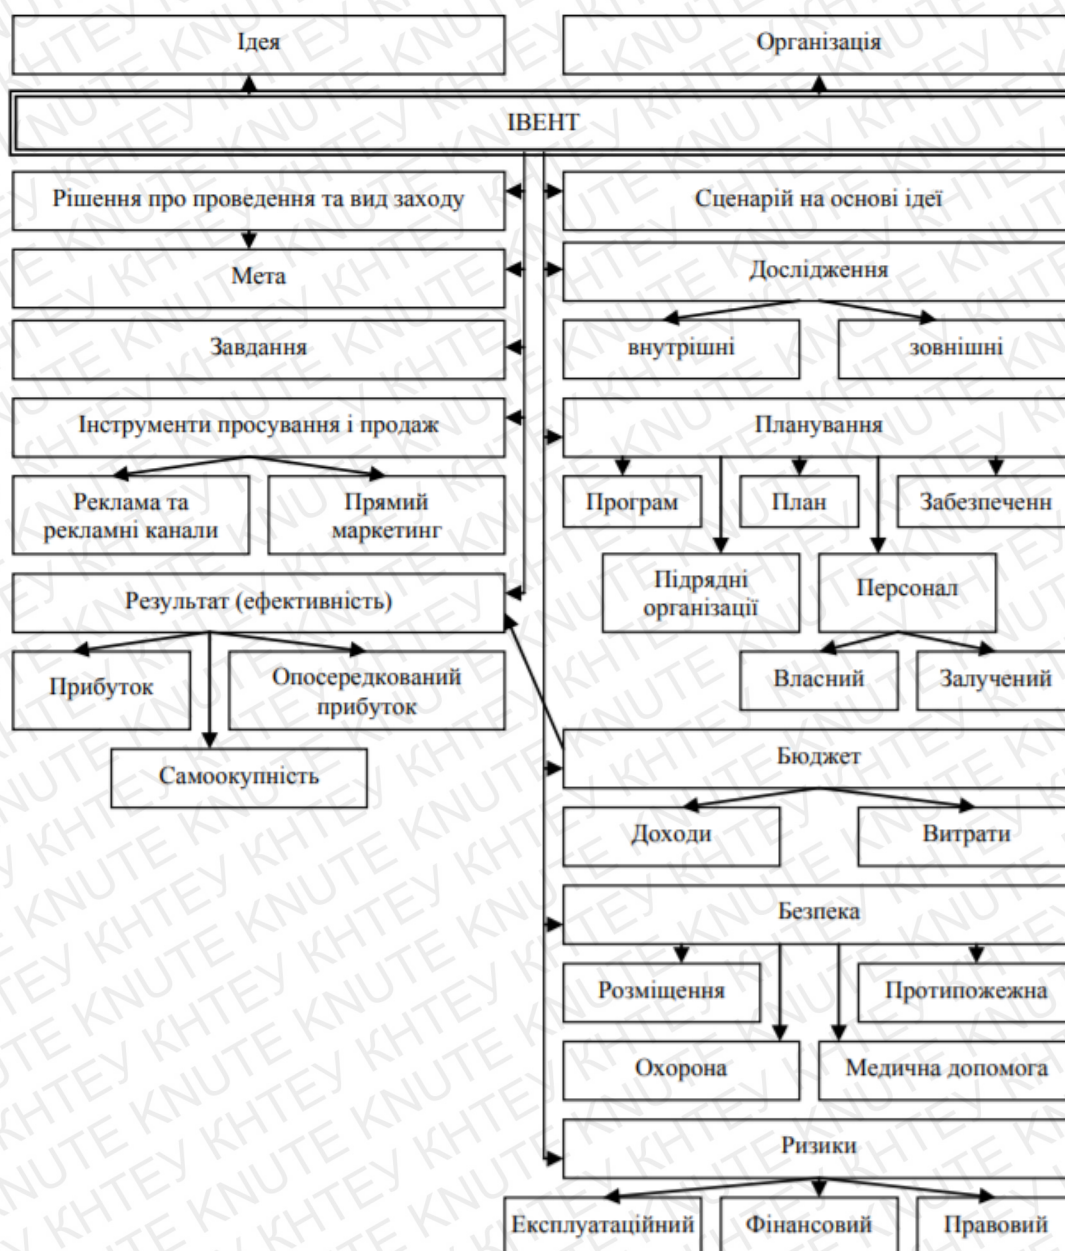 Ідея
Організація
ІВЕНТ
Рішення про проведення та вид заходу
Сценарій на основі ідеї
Мета
Дослідження
Завдання
внутрішні
зовнішні
Інструменти просування і продаж
Планування
Реклама та
рекламні канали
Прямий
маркетинг
Програм
План
Забезпеченн
Підрядні
організації
Персонал
Результат (ефективність)
Власний
Залучений
Прибуток
Опосередкований
прибуток
Самоокупність
Бюджет
Доходи
Витрати
Безпека
Розміщення
Протипожежна
Охорона
Медична допомога
Ризики
Експлуатаційний
Фінансовий
Правовий